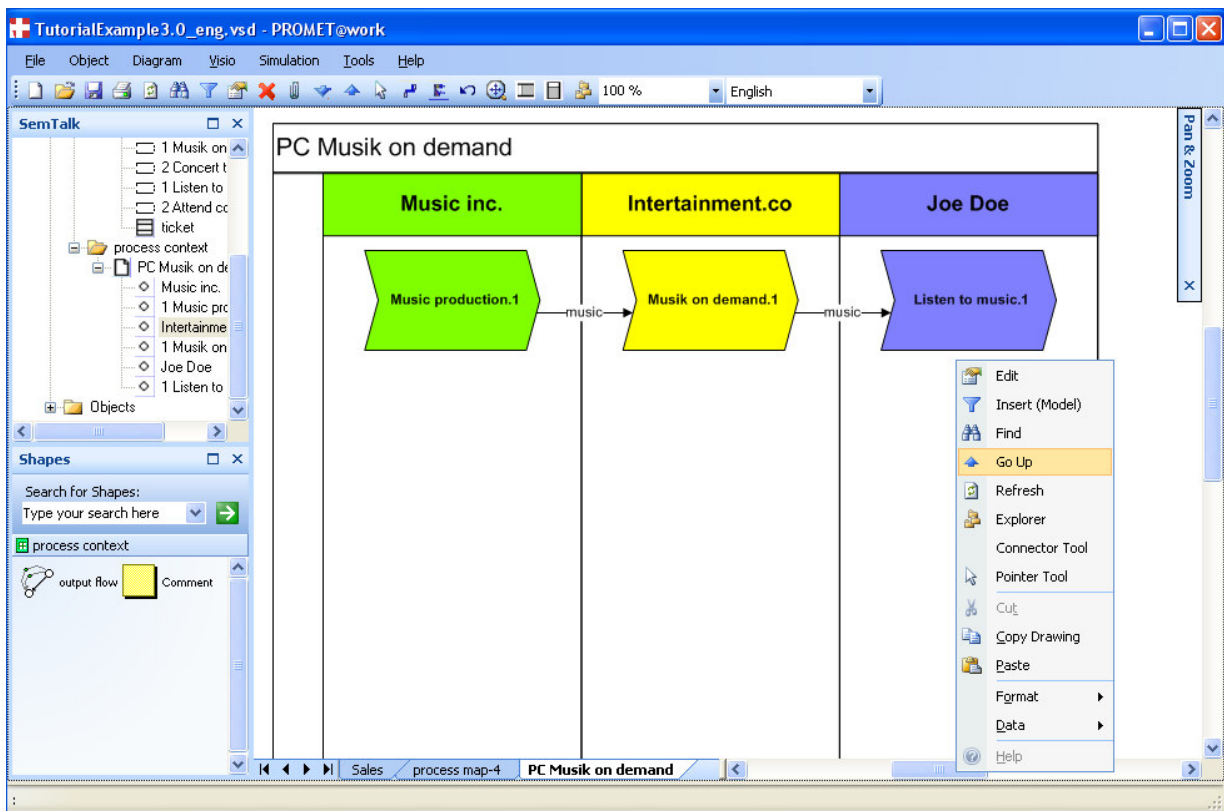 TutorialExample3.0_eng.vsd - PROMET@work
File Object Diagram Visio Simulation Tools Help
100 % English
SemTalk
1 Musik on
2 Concert t
1 Listen to
2 Attend co
ticket
process context
PC Musik on de
Music inc.
1 Music pro
Intertainme
1 Musik on
Joe Doe
1 Listen to
Objects
Shapes
Search for Shapes:
Type your search here
process context
output flow Comment
PC Musik on demand
Music inc. Intertainment.co Joe Doe
Music production.1 music Musik on demand.1 music Listen to music.1
Pan & Zoom
Edit
Insert (Model)
Find
Go Up
Refresh
Explorer
Connector Tool
Pointer Tool
Cut
Copy Drawing
Paste
Format
Data
Help
Sales process map-4 PC Musik on demand
: